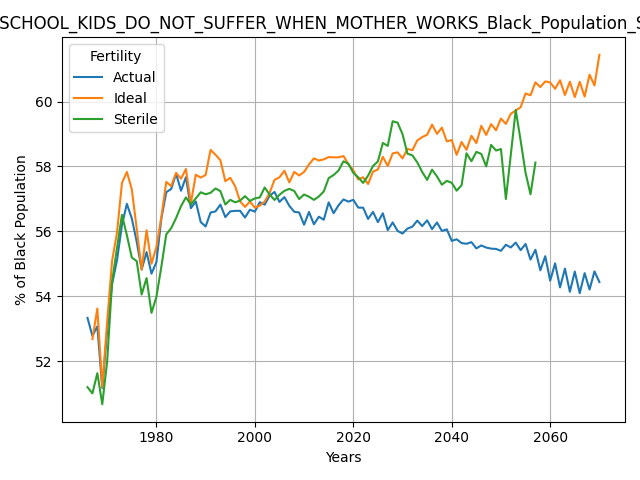 SCHOOL_KIDS_DO_NOT_SUFFER_WHEN_MOTHER_WORKS_Black_Population_S
Fertility
Actual
Ideal
Sterile
% of Black Population
60
58
56
54
52
1980
2000
2020
2040
2060
Years